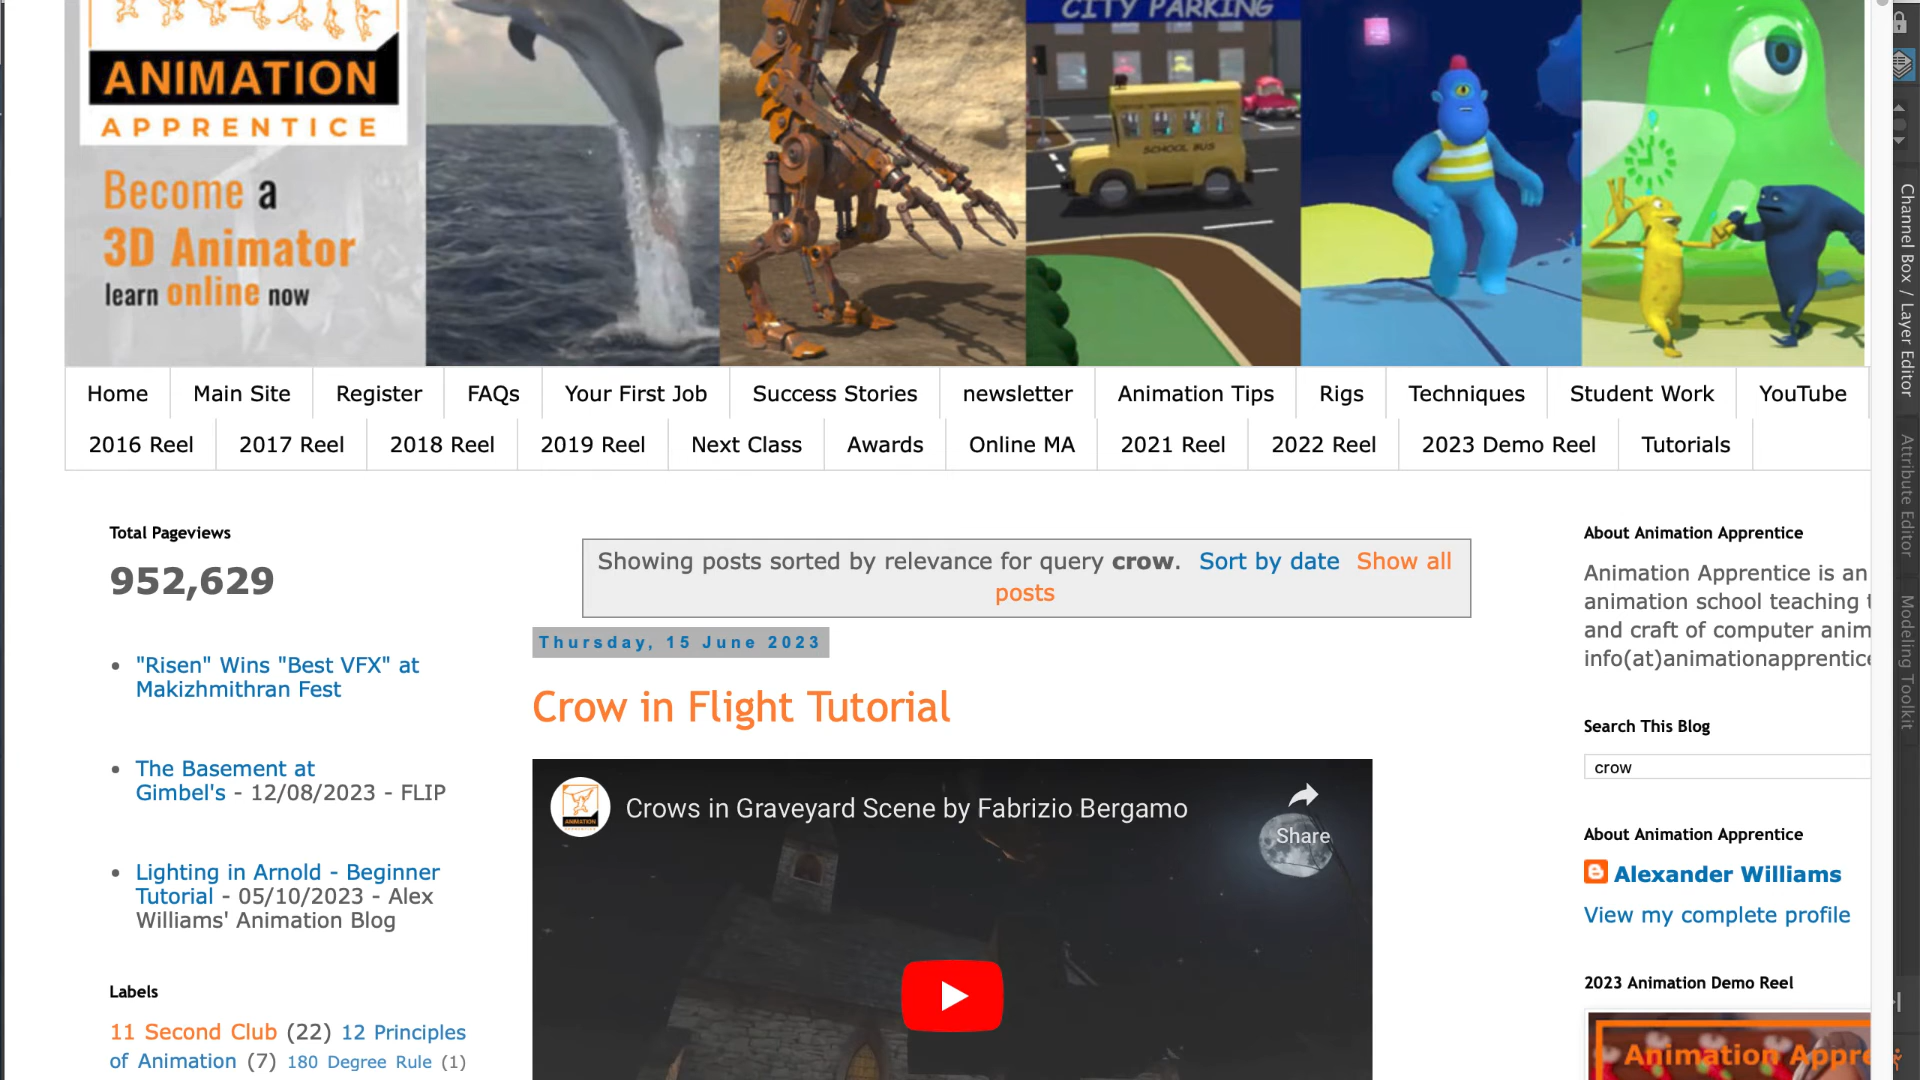 ANIMATION
APPRENTICE
Become a
3D Animator
learn online now
CITY PARKING
SCHOOL BUS
Home Main Site Register FAQs Your First Job Success Stories newsletter Animation Tips Rigs Techniques Student Work YouTube
2016 Reel 2017 Reel 2018 Reel 2019 Reel Next Class Awards Online MA 2021 Reel 2022 Reel 2023 Demo Reel Tutorials
Total Pageviews
952,629
"Risen" Wins "Best VFX" at
Makizhmithran Fest
The Basement at
Gimbel's - 12/08/2023 - FLIP
Lighting in Arnold - Beginner
Tutorial - 05/10/2023 - Alex
Williams' Animation Blog
Labels
11 Second Club (22) 12 Principles
of Animation (7) 180 Degree Rule (1)
Showing posts sorted by relevance for query crow. Sort by date Show all
posts
Thursday, 15 June 2023
Crow in Flight Tutorial
ANIMATION
Crows in Graveyard Scene by Fabrizio Bergamo
Share
About Animation Apprentice
Animation Apprentice is an
animation school teaching t
and craft of computer anim
info(at)animationapprentice
Search This Blog
crow
About Animation Apprentice
Alexander Williams
View my complete profile
2023 Animation Demo Reel
Animation Appre
Channel Box / Layer Editor
Attribute Editor
Modeling Toolkit